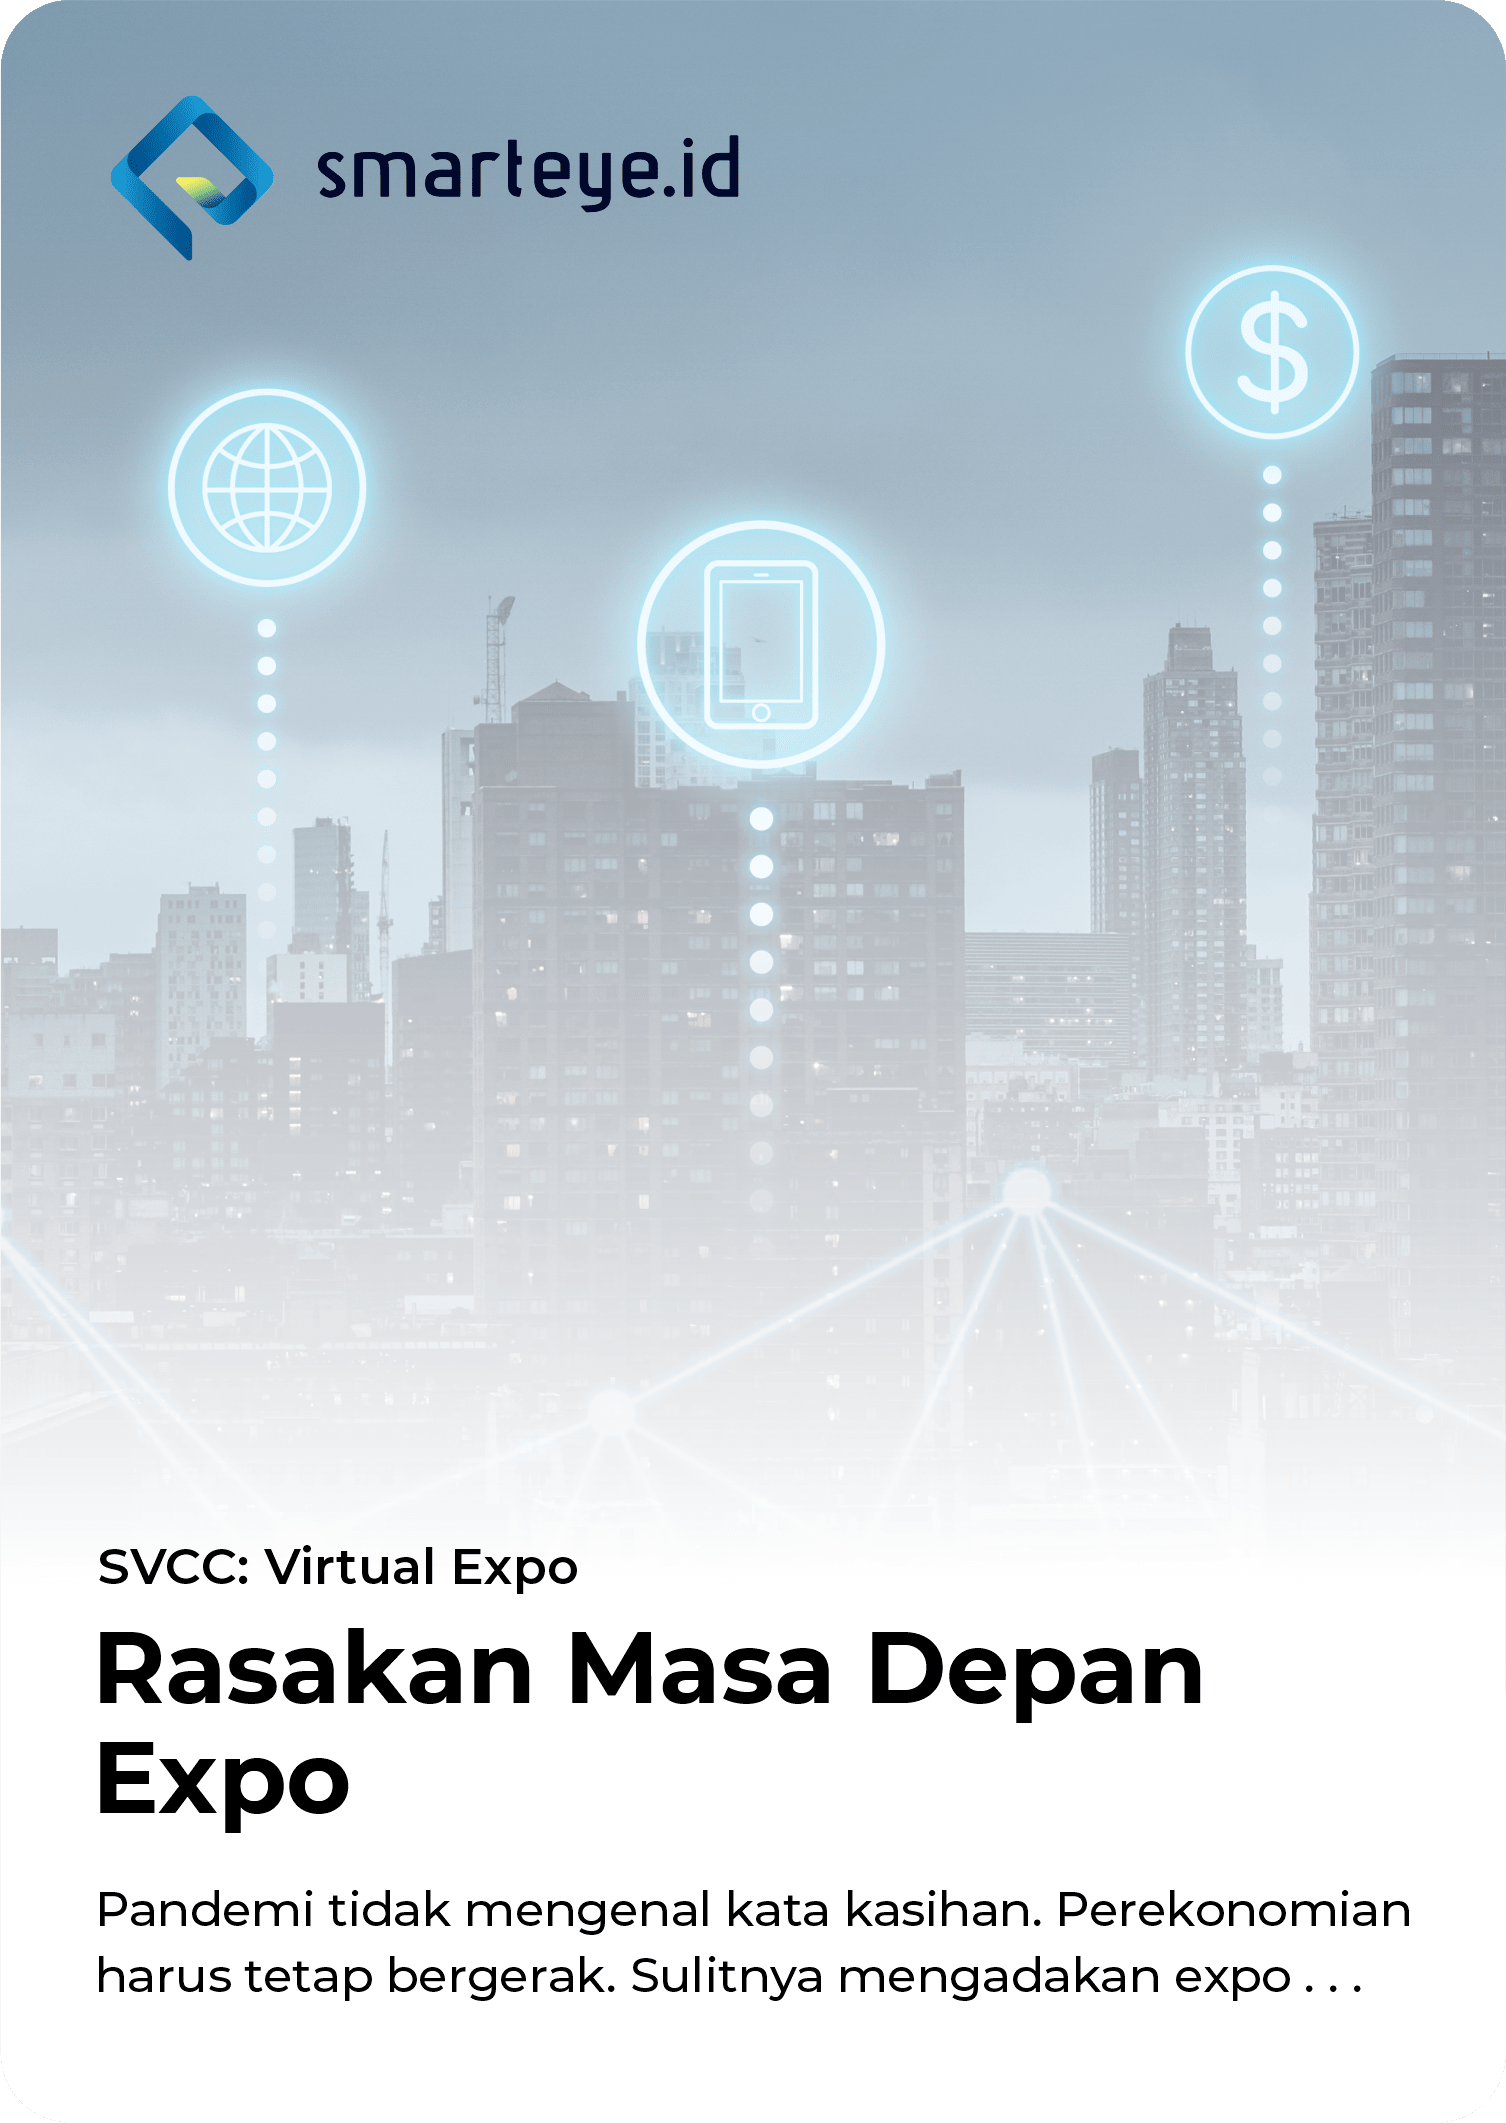 smarteye.id
$
SVCC: Virtual Expo
Rasakan Masa Depan
Expo
Pandemi tidak mengenal kata kasihan. Perekonomian
harus tetap bergerak. Sulitnya mengadakan expo . . .